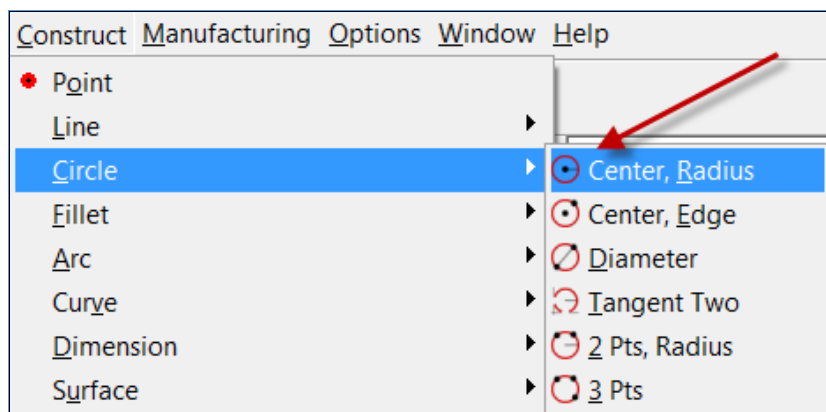 Construct Manufacturing Options Window Help
Point
Line
Circle
Fillet
Arc
Curve
Dimension
Surface
Center, Radius
Center, Edge
Diameter
Tangent Two
2 Pts, Radius
3 Pts